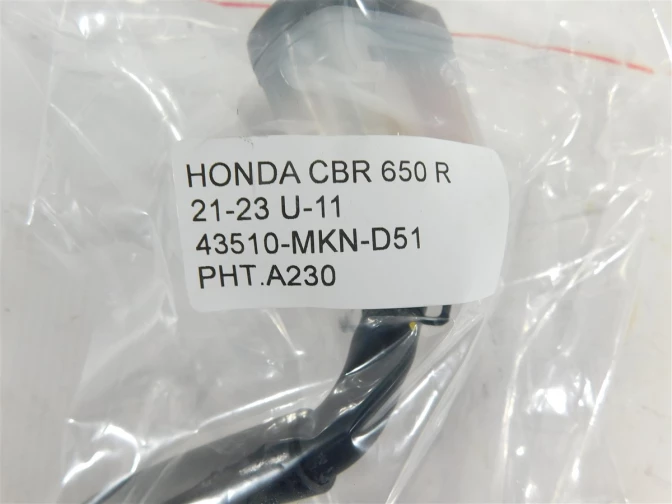 HONDA CBR 650 R
21-23 U-11
43510-MKN-D51
PHT.A230